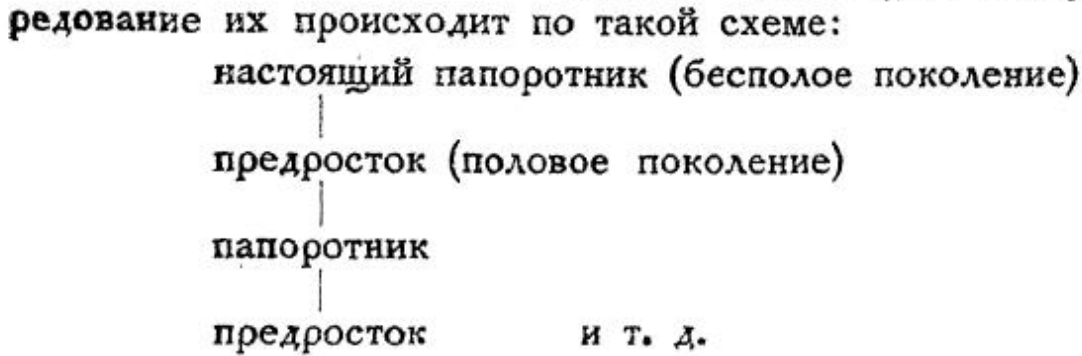 редование их происходит по такой схеме:
настоящий папоротник (бесполое поколение)
предросток (половое поколение)
папоротник
предросток и т. д.